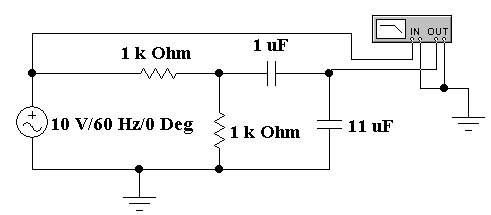 IN OUT
1 k Ohm
1 uF
10 V/60 Hz/0 Deg
1 k Ohm
11 uF